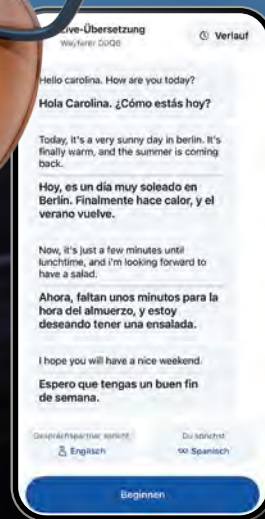 Live-Übersetzung
Wayfarer 00QG
Verlauf
Hello carolina. How are you today?
Hola Carolina. ¿Cómo estás hoy?
Today, it's a very sunny day in berlin. It's
finally warm, and the summer is coming
back.
Hoy, es un día muy soleado en
Berlín. Finalmente hace calor, y el
verano vuelve.
Now, it's just a few minutes until
lunchtime, and i'm looking forward to
have a salad.
Ahora, faltan unos minutos para la
hora del almuerzo, y estoy
deseando tener una ensalada.
I hope you will have a nice weekend.
Espero que tengas un buen fin
de semana.
Gesprächspartner spricht
Du sprichst
Englisch
Spanisch
Beginnen